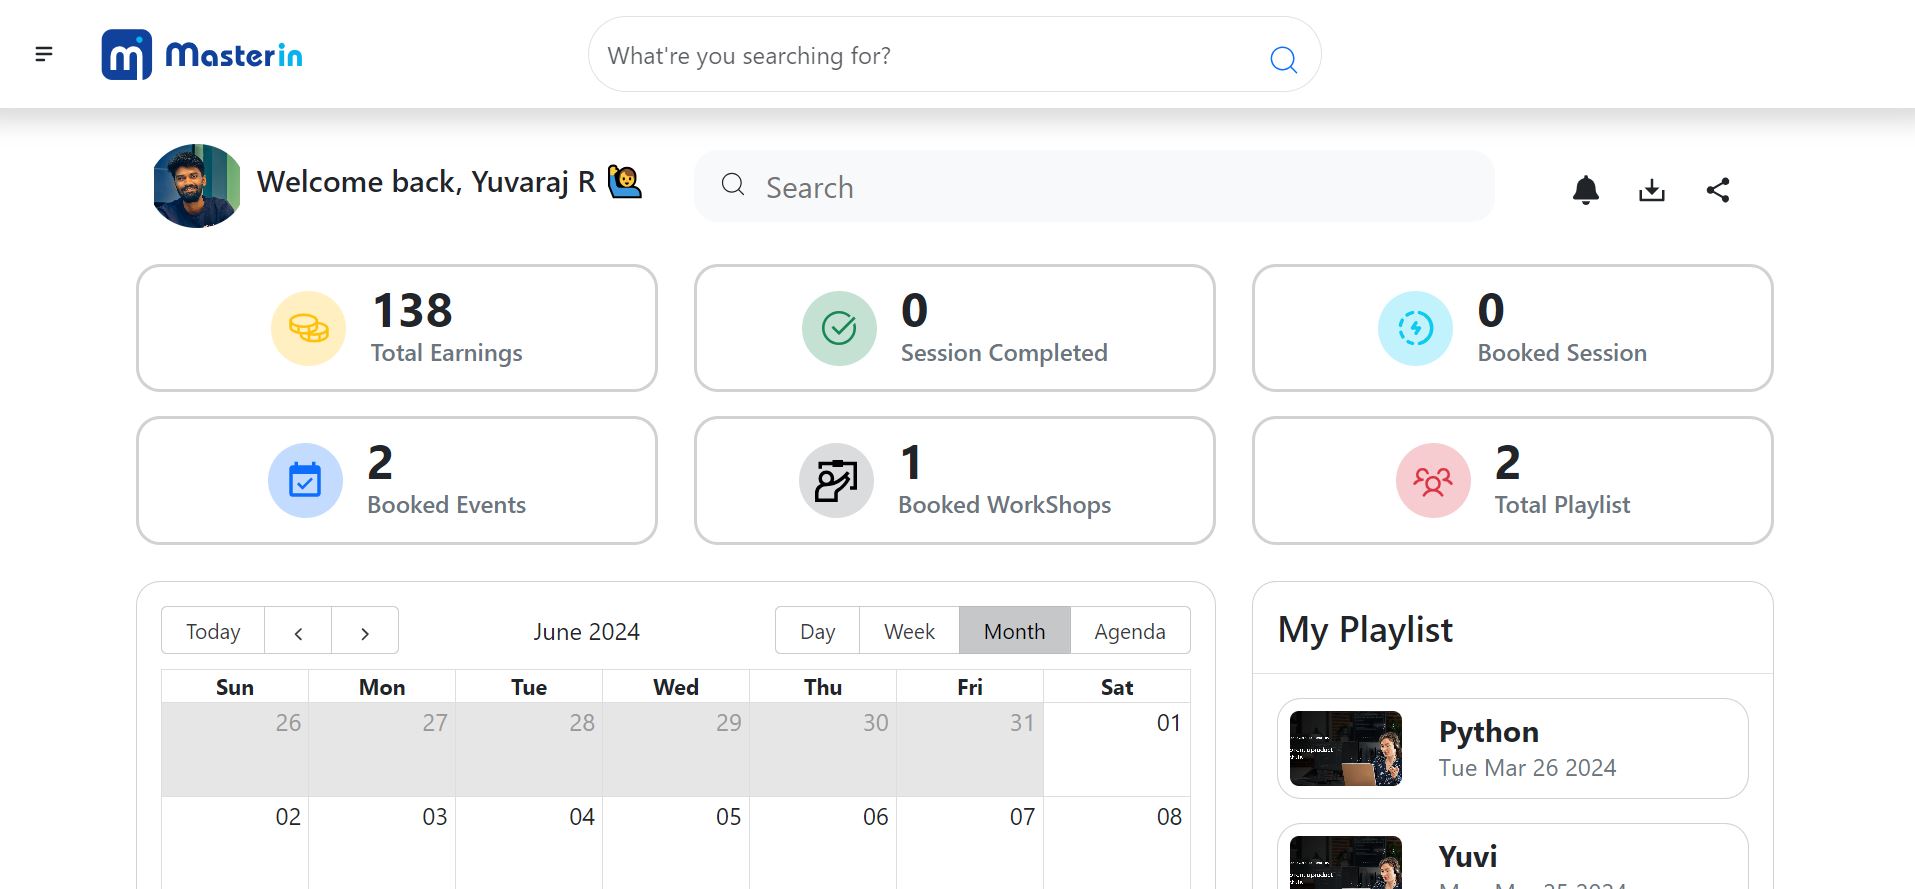 Masterin
What're you searching for?
Welcome back, Yuvaraj R
Search
138
Total Earnings
0
Session Completed
0
Booked Session
2
Booked Events
1
Booked WorkShops
2
Total Playlist
Today ‹ ›
June 2024
Day Week Month Agenda
Sun Mon Tue Wed Thu Fri Sat
26 27 28 29 30 31 01
02 03 04 05 06 07 08
My Playlist
Python
Tue Mar 26 2024
Yuvi